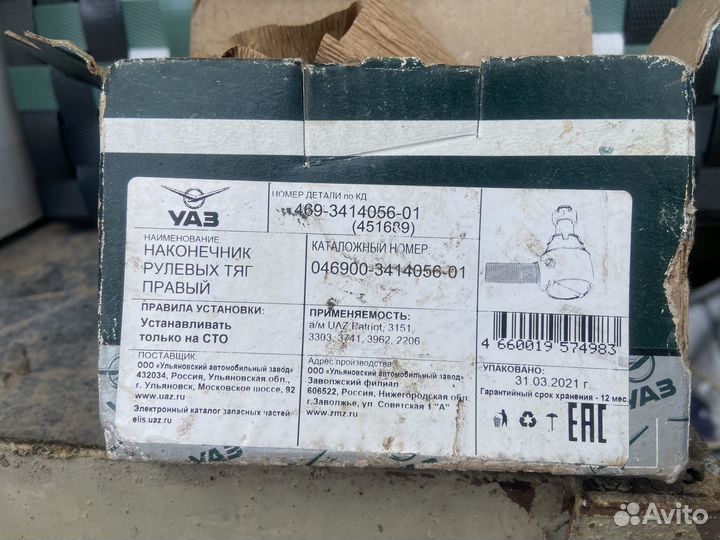 УАЗ
НОМЕР ДЕТАЛИ по КД
469-3414056-01
(451689)
НАИМЕНОВАНИЕ:
НАКОНЕЧНИК
РУЛЕВЫХ ТЯГ
ПРАВЫЙ
КАТАЛОЖНЫЙ НОМЕР
046900-3414056-01
ПРАВИЛА УСТАНОВКИ:
Устанавливать
только на СТО
ПРИМЕНЯЕМОСТЬ:
а/м UAZ Patriot, 3151,
3303, 3741, 3962, 2206
4 660019 574983
ПОСТАВЩИК:
ООО «Ульяновский автомобильный завод»
432034, Россия, Ульяновская обл.,
г. Ульяновск, Московское шоссе, 92
www.uaz.ru
Электронный каталог запасных частей
elis.uaz.ru
Адрес производства:
ООО «Ульяновский автомобильный завод»
Заволжский филиал
606522, Россия, Нижегородская обл.
г.Заволжье, ул. Советская 1 "А"
www.zmz.ru
УПАКОВАНО:
31.03.2021 г.
Гарантийный срок хранения - 12 мес.
EAC
УАЗ
УАЗ
Avito